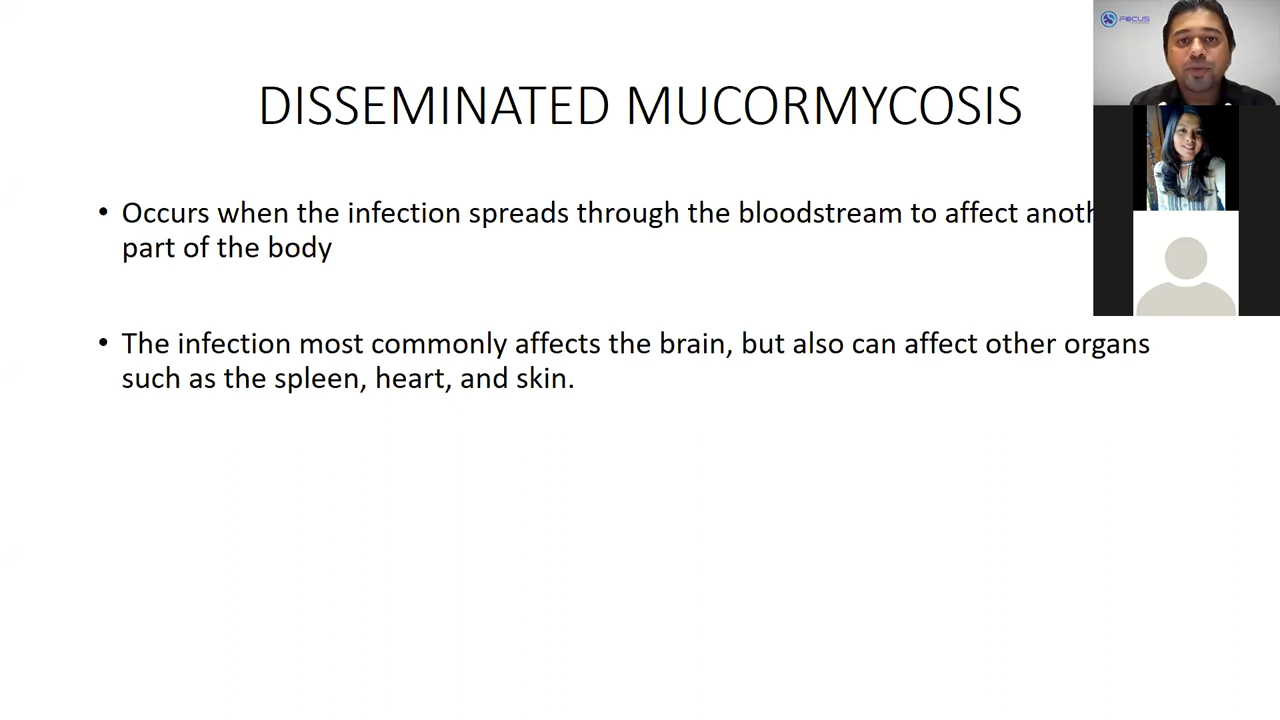 FOCUS
DISSEMINATED MUCORMYCOSIS
• Occurs when the infection spreads through the bloodstream to affect
part of the body
• The infection most commonly affects the brain, but also can affect other organs
such as the spleen, heart, and skin.